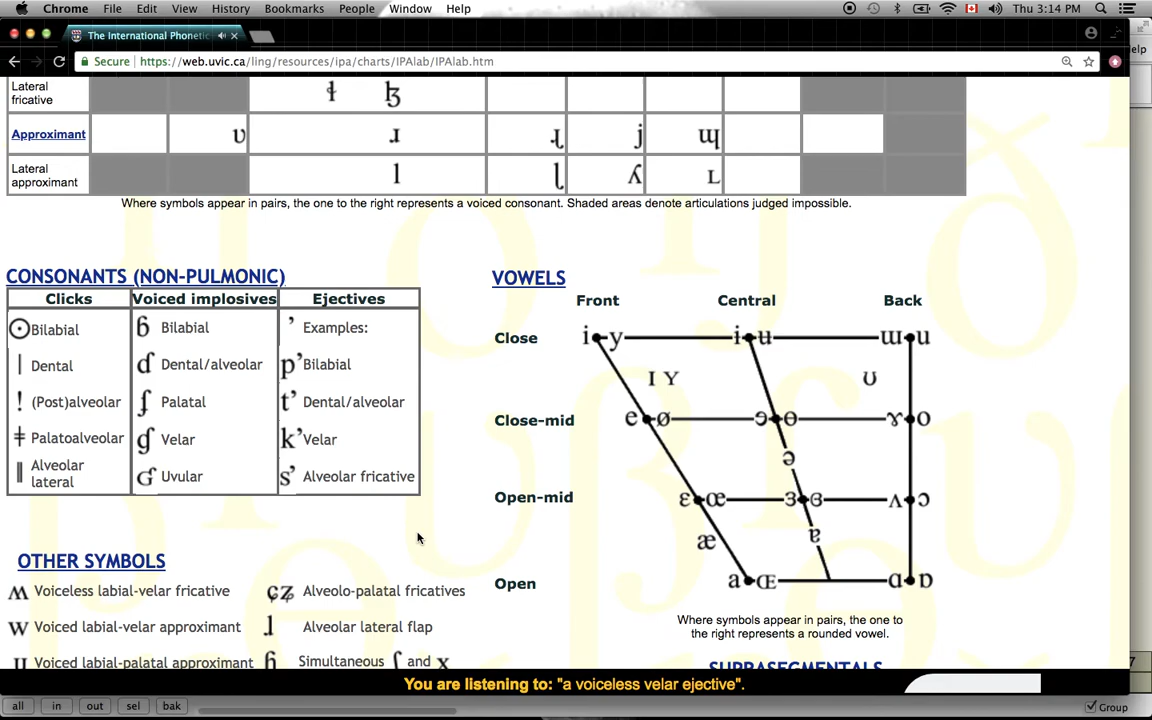 Chrome File Edit View History Bookmarks People Window Help Thu 3:14 PM
The International Phonetic
Secure https://web.uvic.ca/ling/resources/ipa/charts/IPAlab/IPAlab.htm
elp
Lateral fricative ɬ ɮ
Approximant ʋ ɹ ɻ j ɰ
Lateral approximant l ɭ ʎ ʟ
Where symbols appear in pairs, the one to the right represents a voiced consonant. Shaded areas denote articulations judged impossible.
CONSONANTS (NON-PULMONIC)
Clicks Voiced implosives Ejectives
ʘ Bilabial ɓ Bilabial ʼ Examples:
ǀ Dental ɗ Dental/alveolar pʼ Bilabial
ǃ (Post)alveolar ʄ Palatal tʼ Dental/alveolar
ǂ Palatoalveolar ɠ Velar kʼ Velar
ǁ Alveolar lateral ʛ Uvular sʼ Alveolar fricative
VOWELS
Front Central Back
Close i y ɨ ʉ ɯ u
ɪ ʏ ʊ
Close-mid e ø ɘ ɵ ɤ o
ə
Open-mid ɛ œ ɜ ɞ ʌ ɔ
æ ɐ
Open a ɶ ɑ ɒ
Where symbols appear in pairs, the one to
the right represents a rounded vowel.
OTHER SYMBOLS
ʍ Voiceless labial-velar fricative ɕʑ Alveolo-palatal fricatives
w Voiced labial-velar approximant ɺ Alveolar lateral flap
ɥ Voiced labial-palatal approximant ɧ Simultaneous ʃ and x
SUPRASEGMENTALS
You are listening to: "a voiceless velar ejective".
all in out sel bak Group